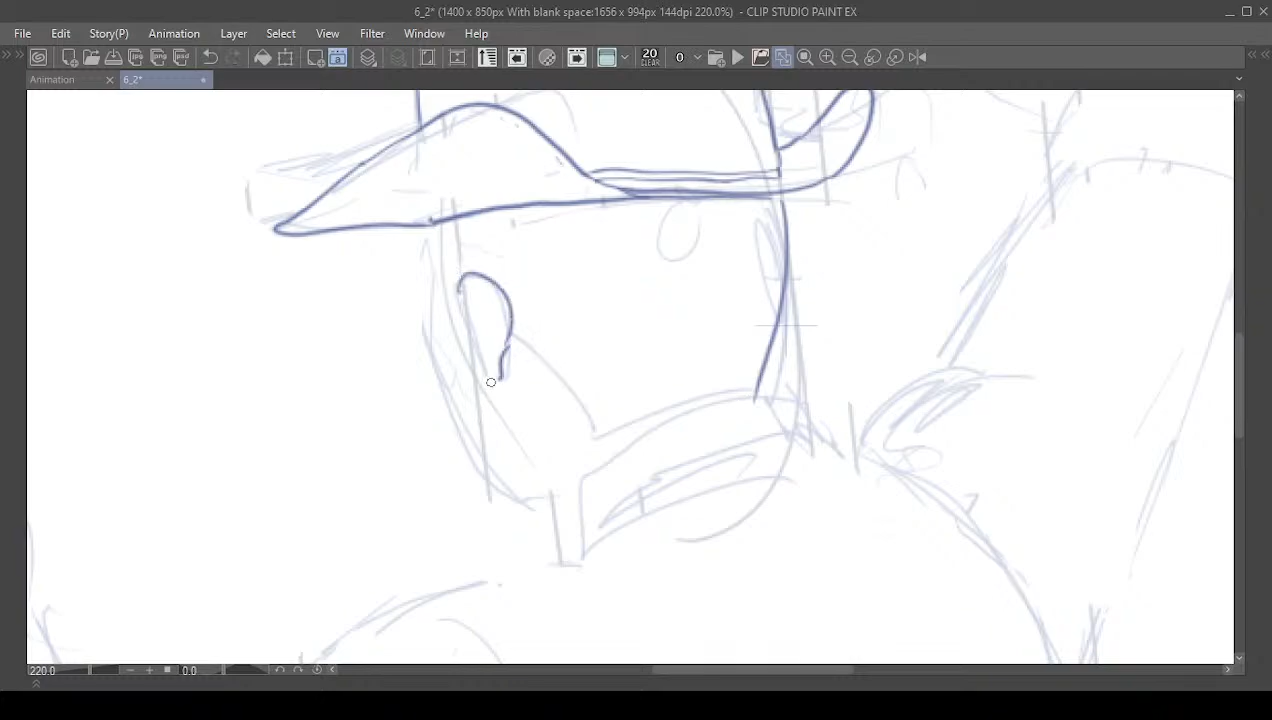 6_2* (1400 x 850px With blank space:1656 x 994px 144dpi 220.0%) - CLIP STUDIO PAINT EX
File Edit Story(P) Animation Layer Select View Filter Window Help
20 CLEAR 0
Animation 6_2*
220.0 0.0